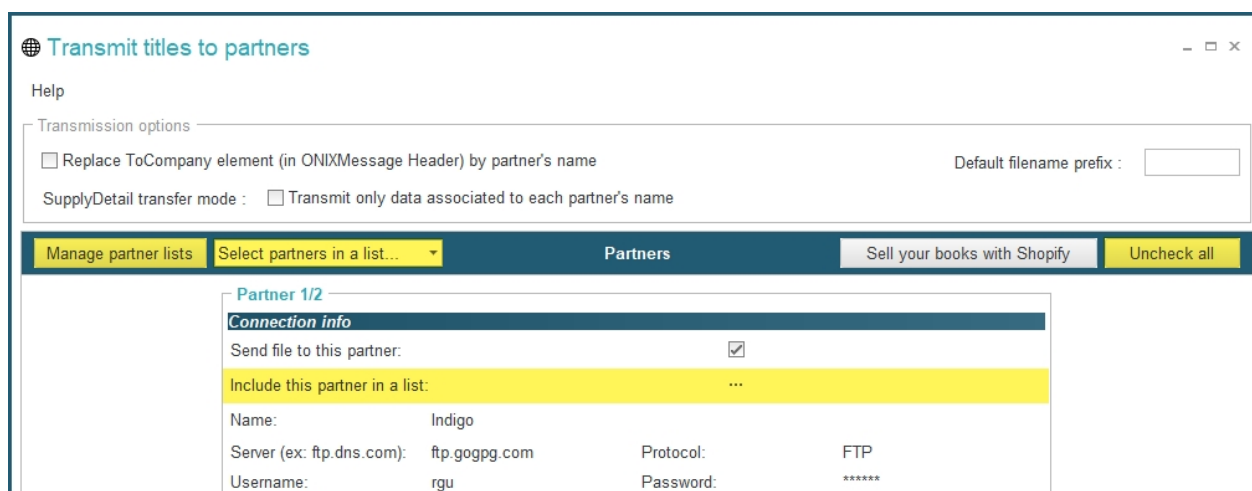 Transmit titles to partners
Help
Transmission options
Replace ToCompany element (in ONIXMessage Header) by partner's name Default filename prefix :
SupplyDetail transfer mode : Transmit only data associated to each partner's name
Manage partner lists Select partners in a list... Partners Sell your books with Shopify Uncheck all
Partner 1/2
Connection info
Send file to this partner:
Include this partner in a list: ...
Name: Indigo
Server (ex: ftp.dns.com): ftp.gogpg.com Protocol: FTP
Username: rgu Password: ******